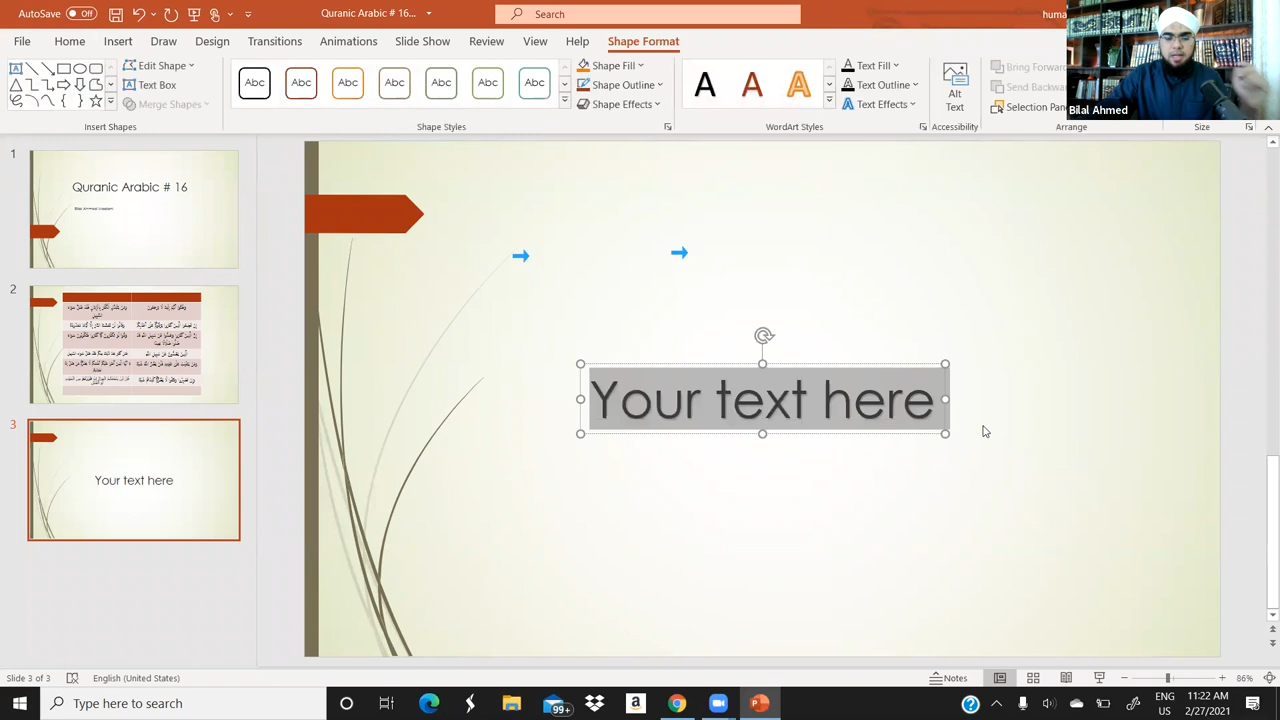 AutoSave Off
Quranic Arabic # 16...
Search
huma
File Home Insert Draw Design Transitions Animations Slide Show Review View Help Shape Format
Edit Shape
Text Box
Merge Shapes
Insert Shapes
Abc Abc Abc Abc Abc Abc Abc
Shape Fill
Shape Outline
Shape Effects
Shape Styles
A A A
Text Fill
Text Outline
Text Effects
WordArt Styles
Alt
Text
Accessibility
Bring Forward
Send Backwa
Selection Pan
Arrange
Size
Bilal Ahmed
1
Quranic Arabic # 16
2
3
Your text here
Your text here
Slide 3 of 3
English (United States)
Notes
86%
Type here to search
99+
ENG
US
11:22 AM
2/27/2021